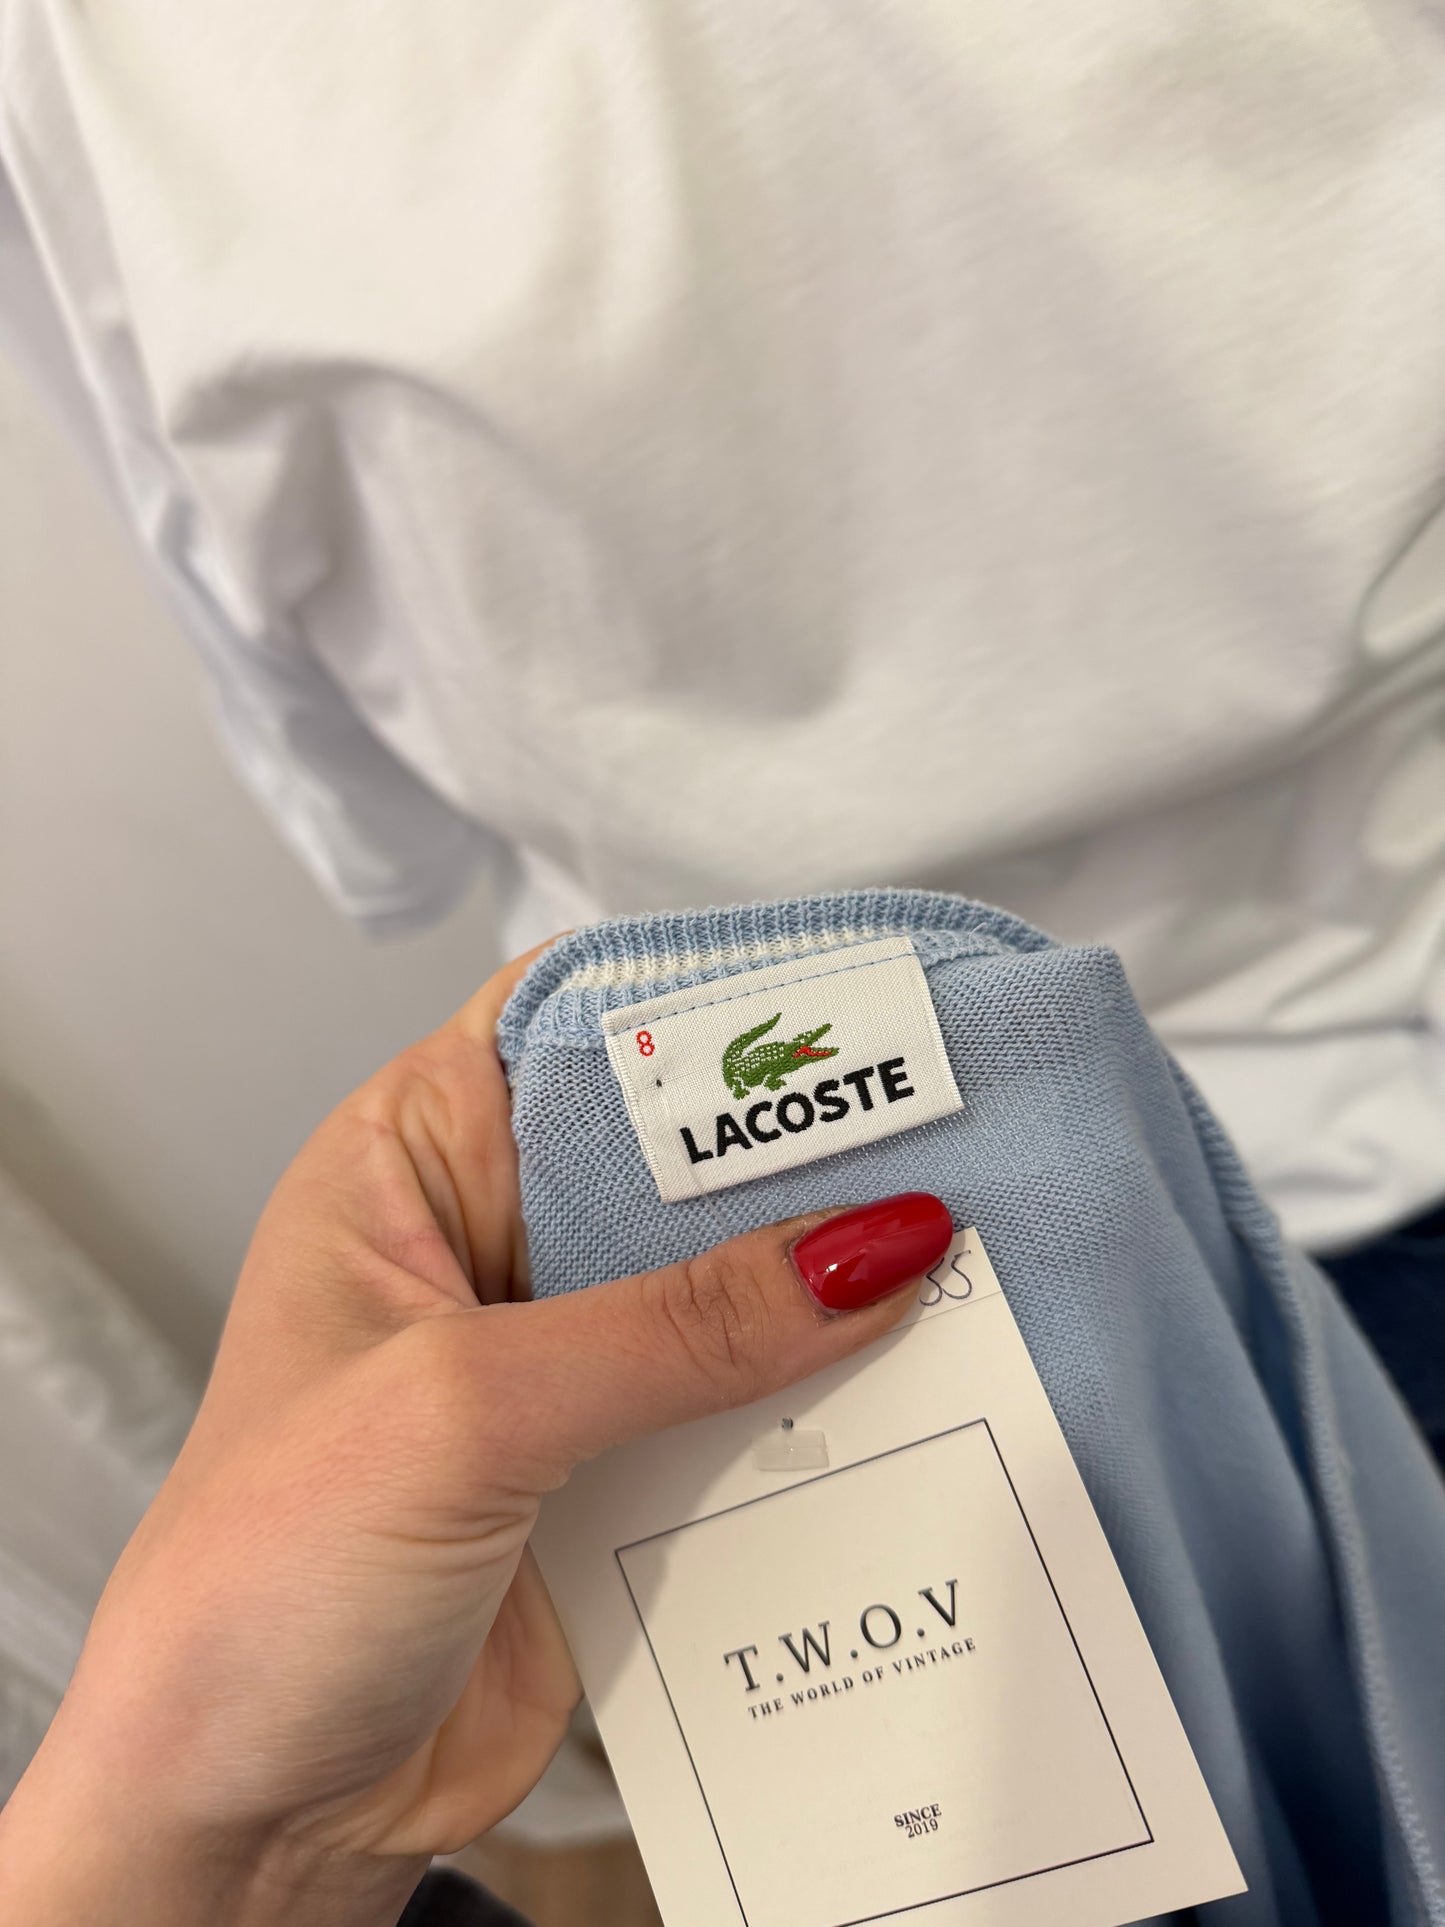 8
LACOSTE
T.W.O.V
THE WORLD OF VINTAGE
SINCE
2019